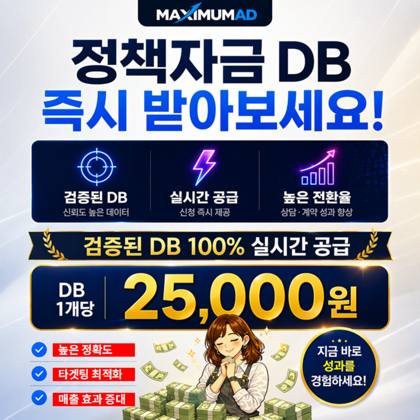 MAXIMUMAD
정책자금 DB
즉시 받아보세요!
검증된 DB
신뢰도 높은 데이터
실시간 공급
신청 즉시 제공
높은 전환율
상담·계약 성과 향상
검증된 DB 100% 실시간 공급
DB
1개당
25,000원
높은 정확도
타겟팅 최적화
매출 효과 증대
지금 바로
성과를
경험하세요!